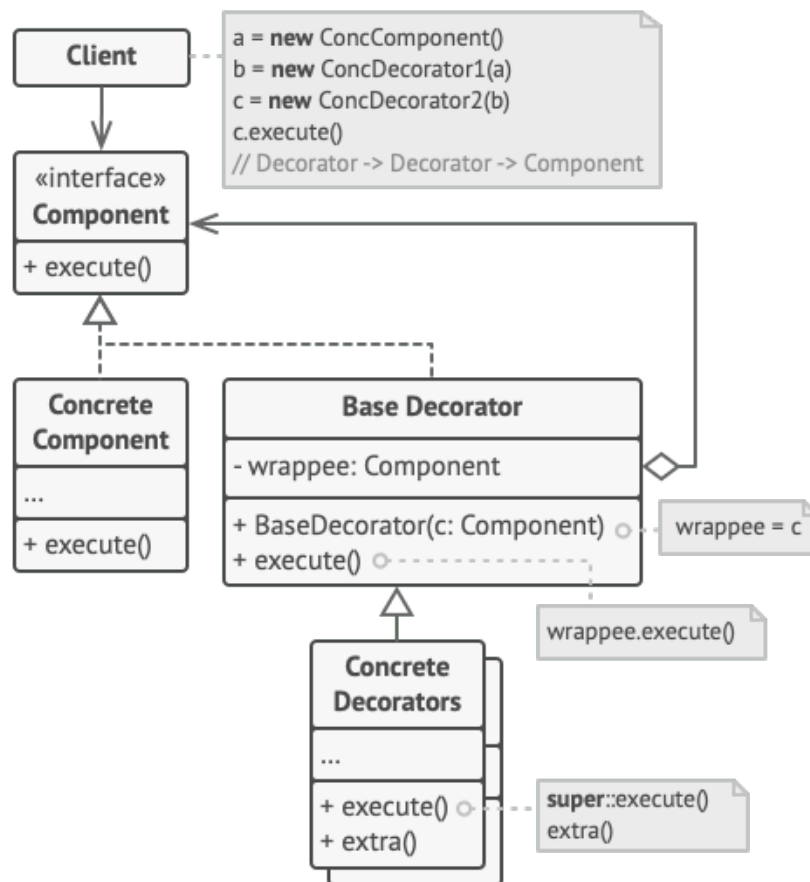 Client
a = new ConcComponent()
b = new ConcDecorator1(a)
c = new ConcDecorator2(b)
c.execute()
// Decorator -> Decorator -> Component
«interface»
Component
+ execute()
Concrete
Component
...
+ execute()
Base Decorator
- wrappee: Component
+ BaseDecorator(c: Component)
+ execute()
wrappee = c
wrappee.execute()
Concrete
Decorators
...
+ execute()
+ extra()
super::execute()
extra()